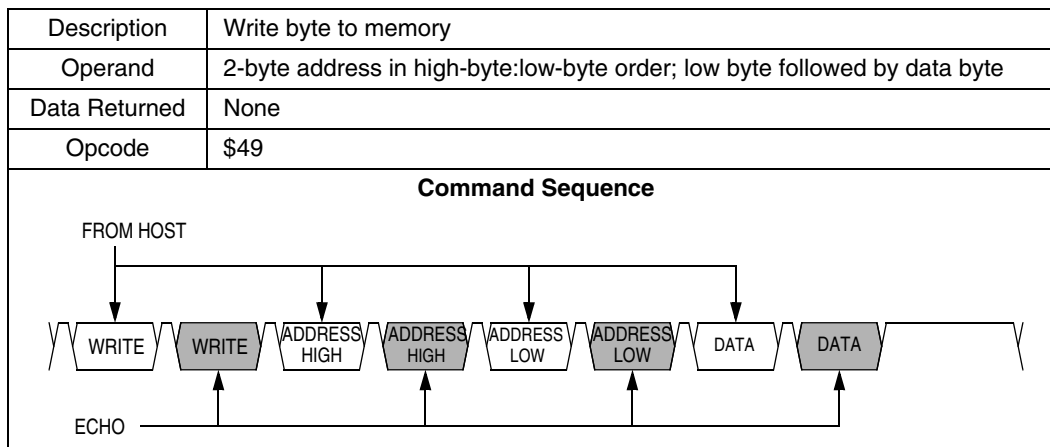 Description Write byte to memory
Operand 2-byte address in high-byte:low-byte order; low byte followed by data byte
Data Returned None
Opcode $49
Command Sequence
FROM HOST
WRITE WRITE ADDRESS HIGH ADDRESS HIGH ADDRESS LOW ADDRESS LOW DATA DATA
ECHO